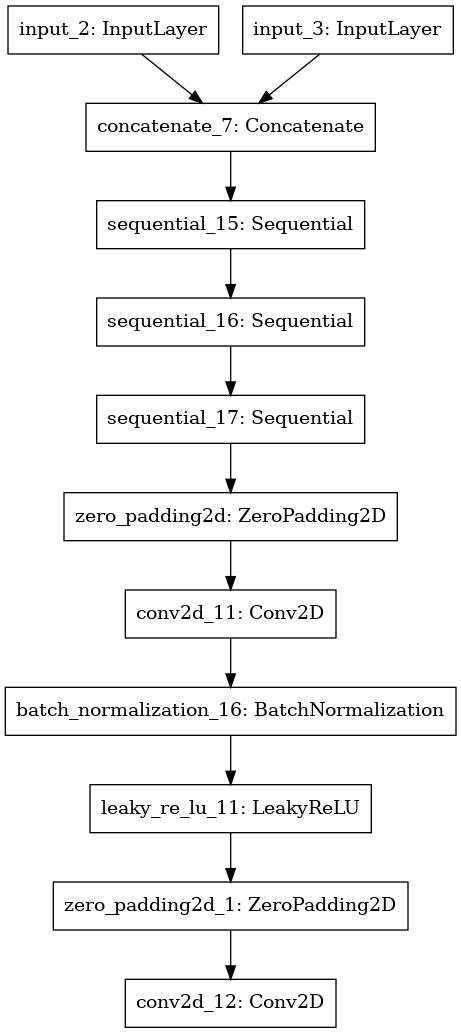 input_2: InputLayer
input_3: InputLayer
concatenate_7: Concatenate
sequential_15: Sequential
sequential_16: Sequential
sequential_17: Sequential
zero_padding2d: ZeroPadding2D
conv2d_11: Conv2D
batch_normalization_16: BatchNormalization
leaky_re_lu_11: LeakyReLU
zero_padding2d_1: ZeroPadding2D
conv2d_12: Conv2D